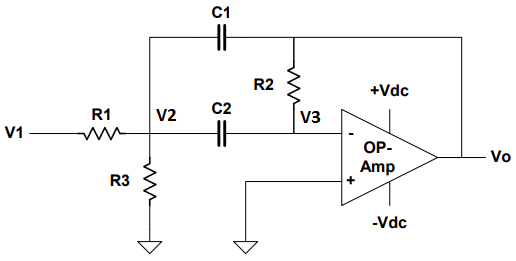 C1
R2
+Vdc
R1
V2
C2
V3
V1
-
OP-
Amp
Vo
R3
+
-Vdc